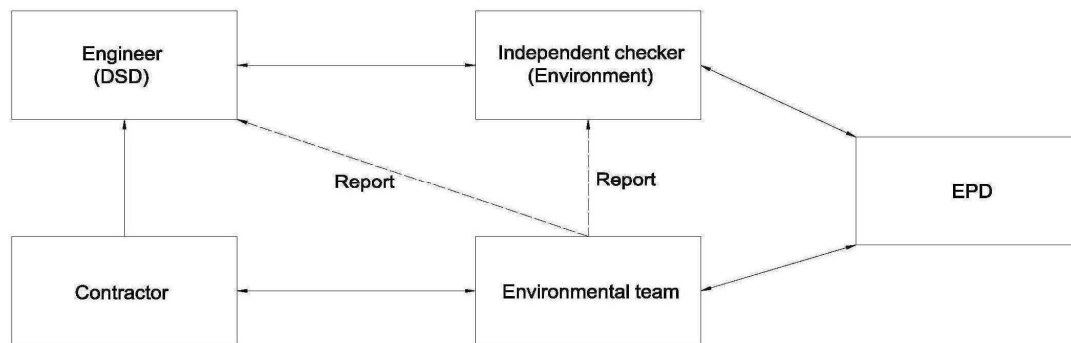 Engineer
(DSD)
Independent checker
(Environment)
Report
Report
EPD
Contractor
Environmental team